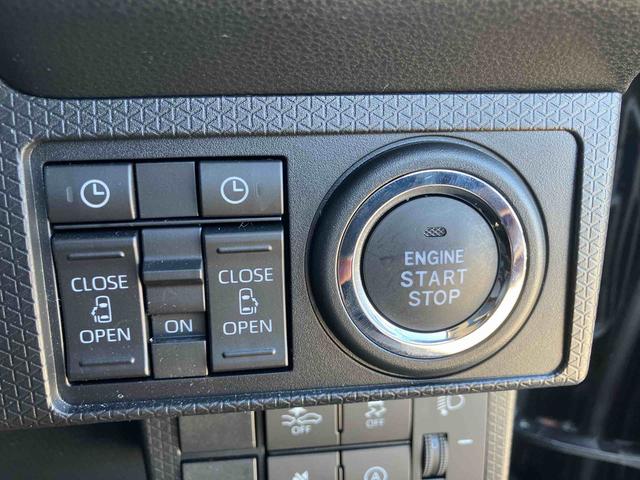 CLOSE
OPEN
ON
CLOSE
OPEN
ENGINE
START
STOP
OFF
OFF
A